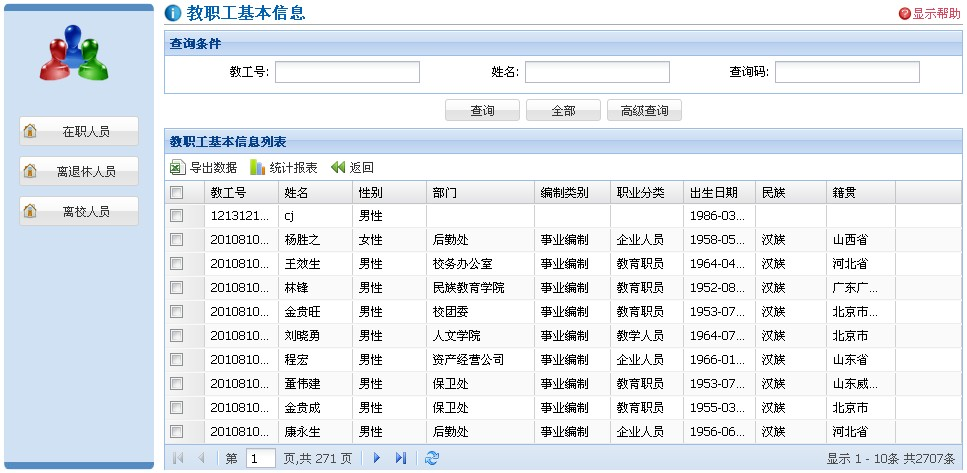 教职工基本信息
显示帮助
在职人员
离退休人员
离校人员
查询条件
教工号: 姓名: 查询码:
查询 全部 高级查询
教职工基本信息列表
导出数据 统计报表 返回
教工号 姓名 性别 部门 编制类别 职业分类 出生日期 民族 籍贯
1213121... cj 男性 1986-03...
2010810... 杨胜之 女性 后勤处 事业编制 企业人员 1958-05... 汉族 山西省
2010810... 王效生 男性 校务办公室 事业编制 教育职员 1964-04... 汉族 河北省
2010810... 林锋 男性 民族教育学院 事业编制 教育职员 1952-08... 汉族 广东广...
2010810... 金贵旺 男性 校团委 事业编制 教育职员 1953-07... 汉族 北京市...
2010810... 刘晓勇 男性 人文学院 事业编制 教学人员 1964-07... 汉族 北京市...
2010810... 程宏 男性 资产经营公司 事业编制 企业人员 1966-01... 汉族 山东省
2010810... 董伟建 男性 保卫处 事业编制 教育职员 1953-07... 汉族 山东威...
2010810... 金贵成 男性 保卫处 事业编制 教育职员 1955-03... 汉族 北京市
2010810... 康永生 男性 后勤处 事业编制 企业人员 1956-06... 汉族 河北省
第 1 页,共 271 页 显示 1 - 10条 共2707条